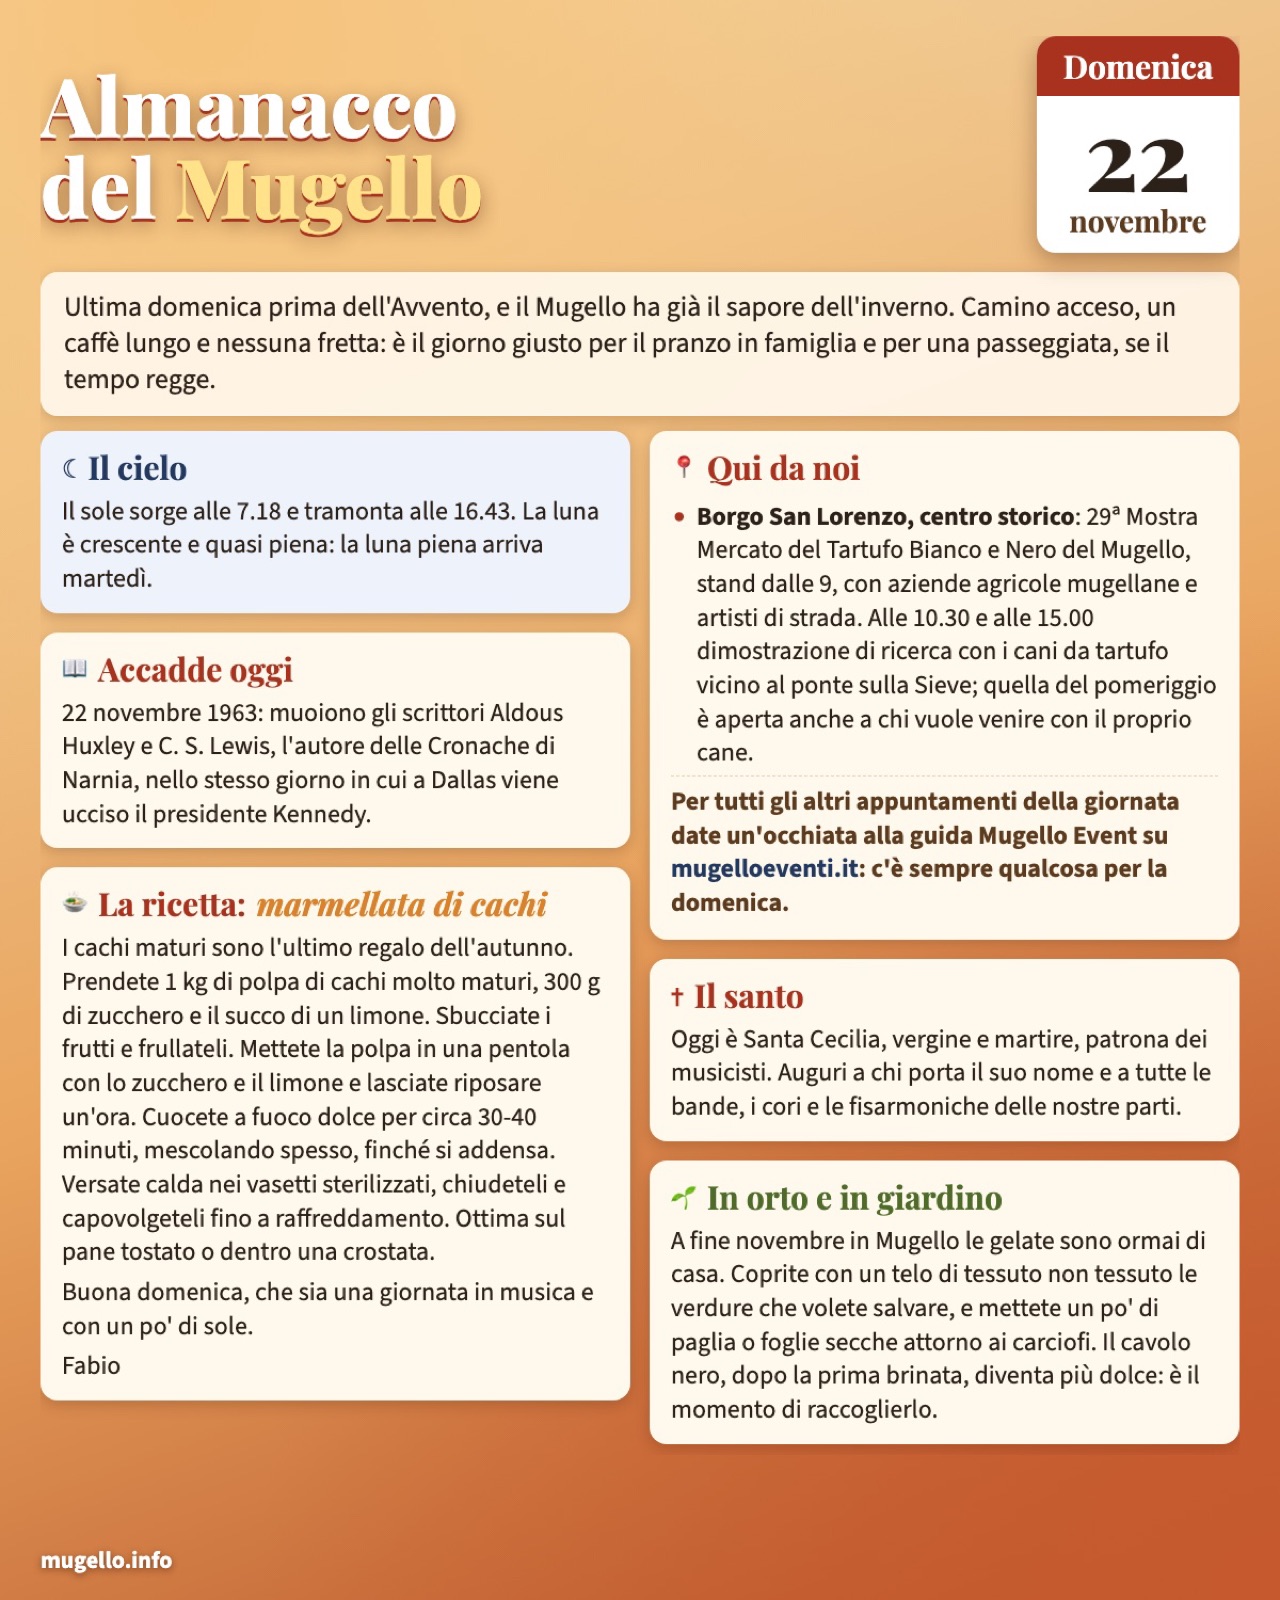 Almanacco
del Mugello
Domenica
22
novembre
Ultima domenica prima dell'Avvento, e il Mugello ha già il sapore dell'inverno. Camino acceso, un
caffè lungo e nessuna fretta: è il giorno giusto per il pranzo in famiglia e per una passeggiata, se il
tempo regge.
Il cielo
Il sole sorge alle 7.18 e tramonta alle 16.43. La luna
è crescente e quasi piena: la luna piena arriva
martedì.
Accadde oggi
22 novembre 1963: muoiono gli scrittori Aldous
Huxley e C. S. Lewis, l'autore delle Cronache di
Narnia, nello stesso giorno in cui a Dallas viene
ucciso il presidente Kennedy.
La ricetta: marmellata di cachi
I cachi maturi sono l'ultimo regalo dell'autunno.
Prendete 1 kg di polpa di cachi molto maturi, 300 g
di zucchero e il succo di un limone. Sbucciate i
frutti e frullateli. Mettete la polpa in una pentola
con lo zucchero e il limone e lasciate riposare
un'ora. Cuocete a fuoco dolce per circa 30-40
minuti, mescolando spesso, finché si addensa.
Versate calda nei vasetti sterilizzati, chiudeteli e
capovolgeteli fino a raffreddamento. Ottima sul
pane tostato o dentro una crostata.
Buona domenica, che sia una giornata in musica e
con un po' di sole.
Fabio
Qui da noi
• Borgo San Lorenzo, centro storico: 29ª Mostra
Mercato del Tartufo Bianco e Nero del Mugello,
stand dalle 9, con aziende agricole mugellane e
artisti di strada. Alle 10.30 e alle 15.00
dimostrazione di ricerca con i cani da tartufo
vicino al ponte sulla Sieve; quella del pomeriggio
è aperta anche a chi vuole venire con il proprio
cane.
Per tutti gli altri appuntamenti della giornata
date un'occhiata alla guida Mugello Event su
mugelloeventi.it: c'è sempre qualcosa per la
domenica.
Il santo
Oggi è Santa Cecilia, vergine e martire, patrona dei
musicisti. Auguri a chi porta il suo nome e a tutte le
bande, i cori e le fisarmoniche delle nostre parti.
In orto e in giardino
A fine novembre in Mugello le gelate sono ormai di
casa. Coprite con un telo di tessuto non tessuto le
verdure che volete salvare, e mettete un po' di
paglia o foglie secche attorno ai carciofi. Il cavolo
nero, dopo la prima brinata, diventa più dolce: è il
momento di raccoglierlo.
mugello.info